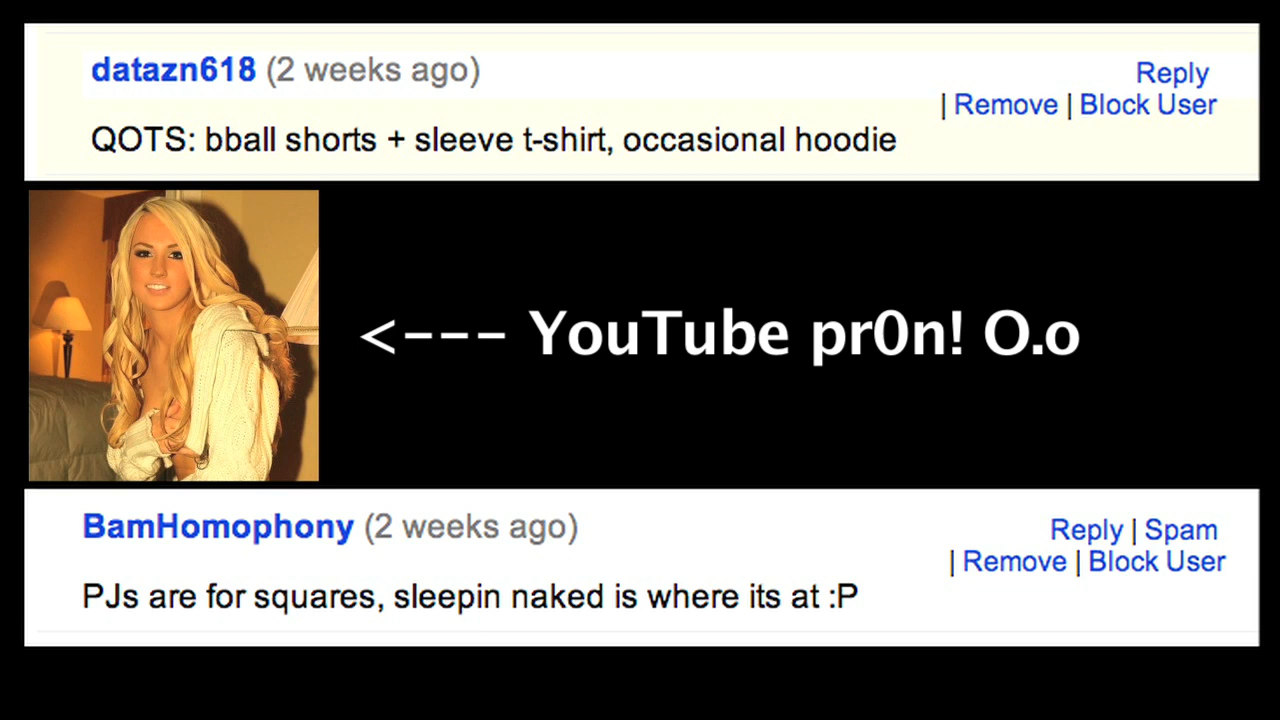 datazn618 (2 weeks ago)
Reply
| Remove | Block User
QOTS: bball shorts + sleeve t-shirt, occasional hoodie
<--- YouTube pr0n! O.o
BamHomophony (2 weeks ago)
Reply | Spam
| Remove | Block User
PJs are for squares, sleepin naked is where its at :P